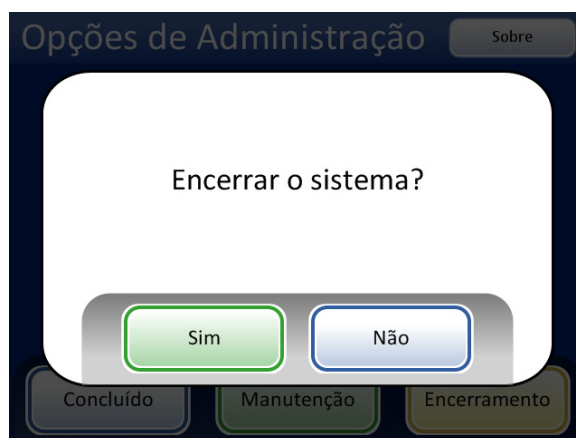 Opções de Administração Sobre
Encerrar o sistema?
Sim Não
Concluído Manutenção Encerramento